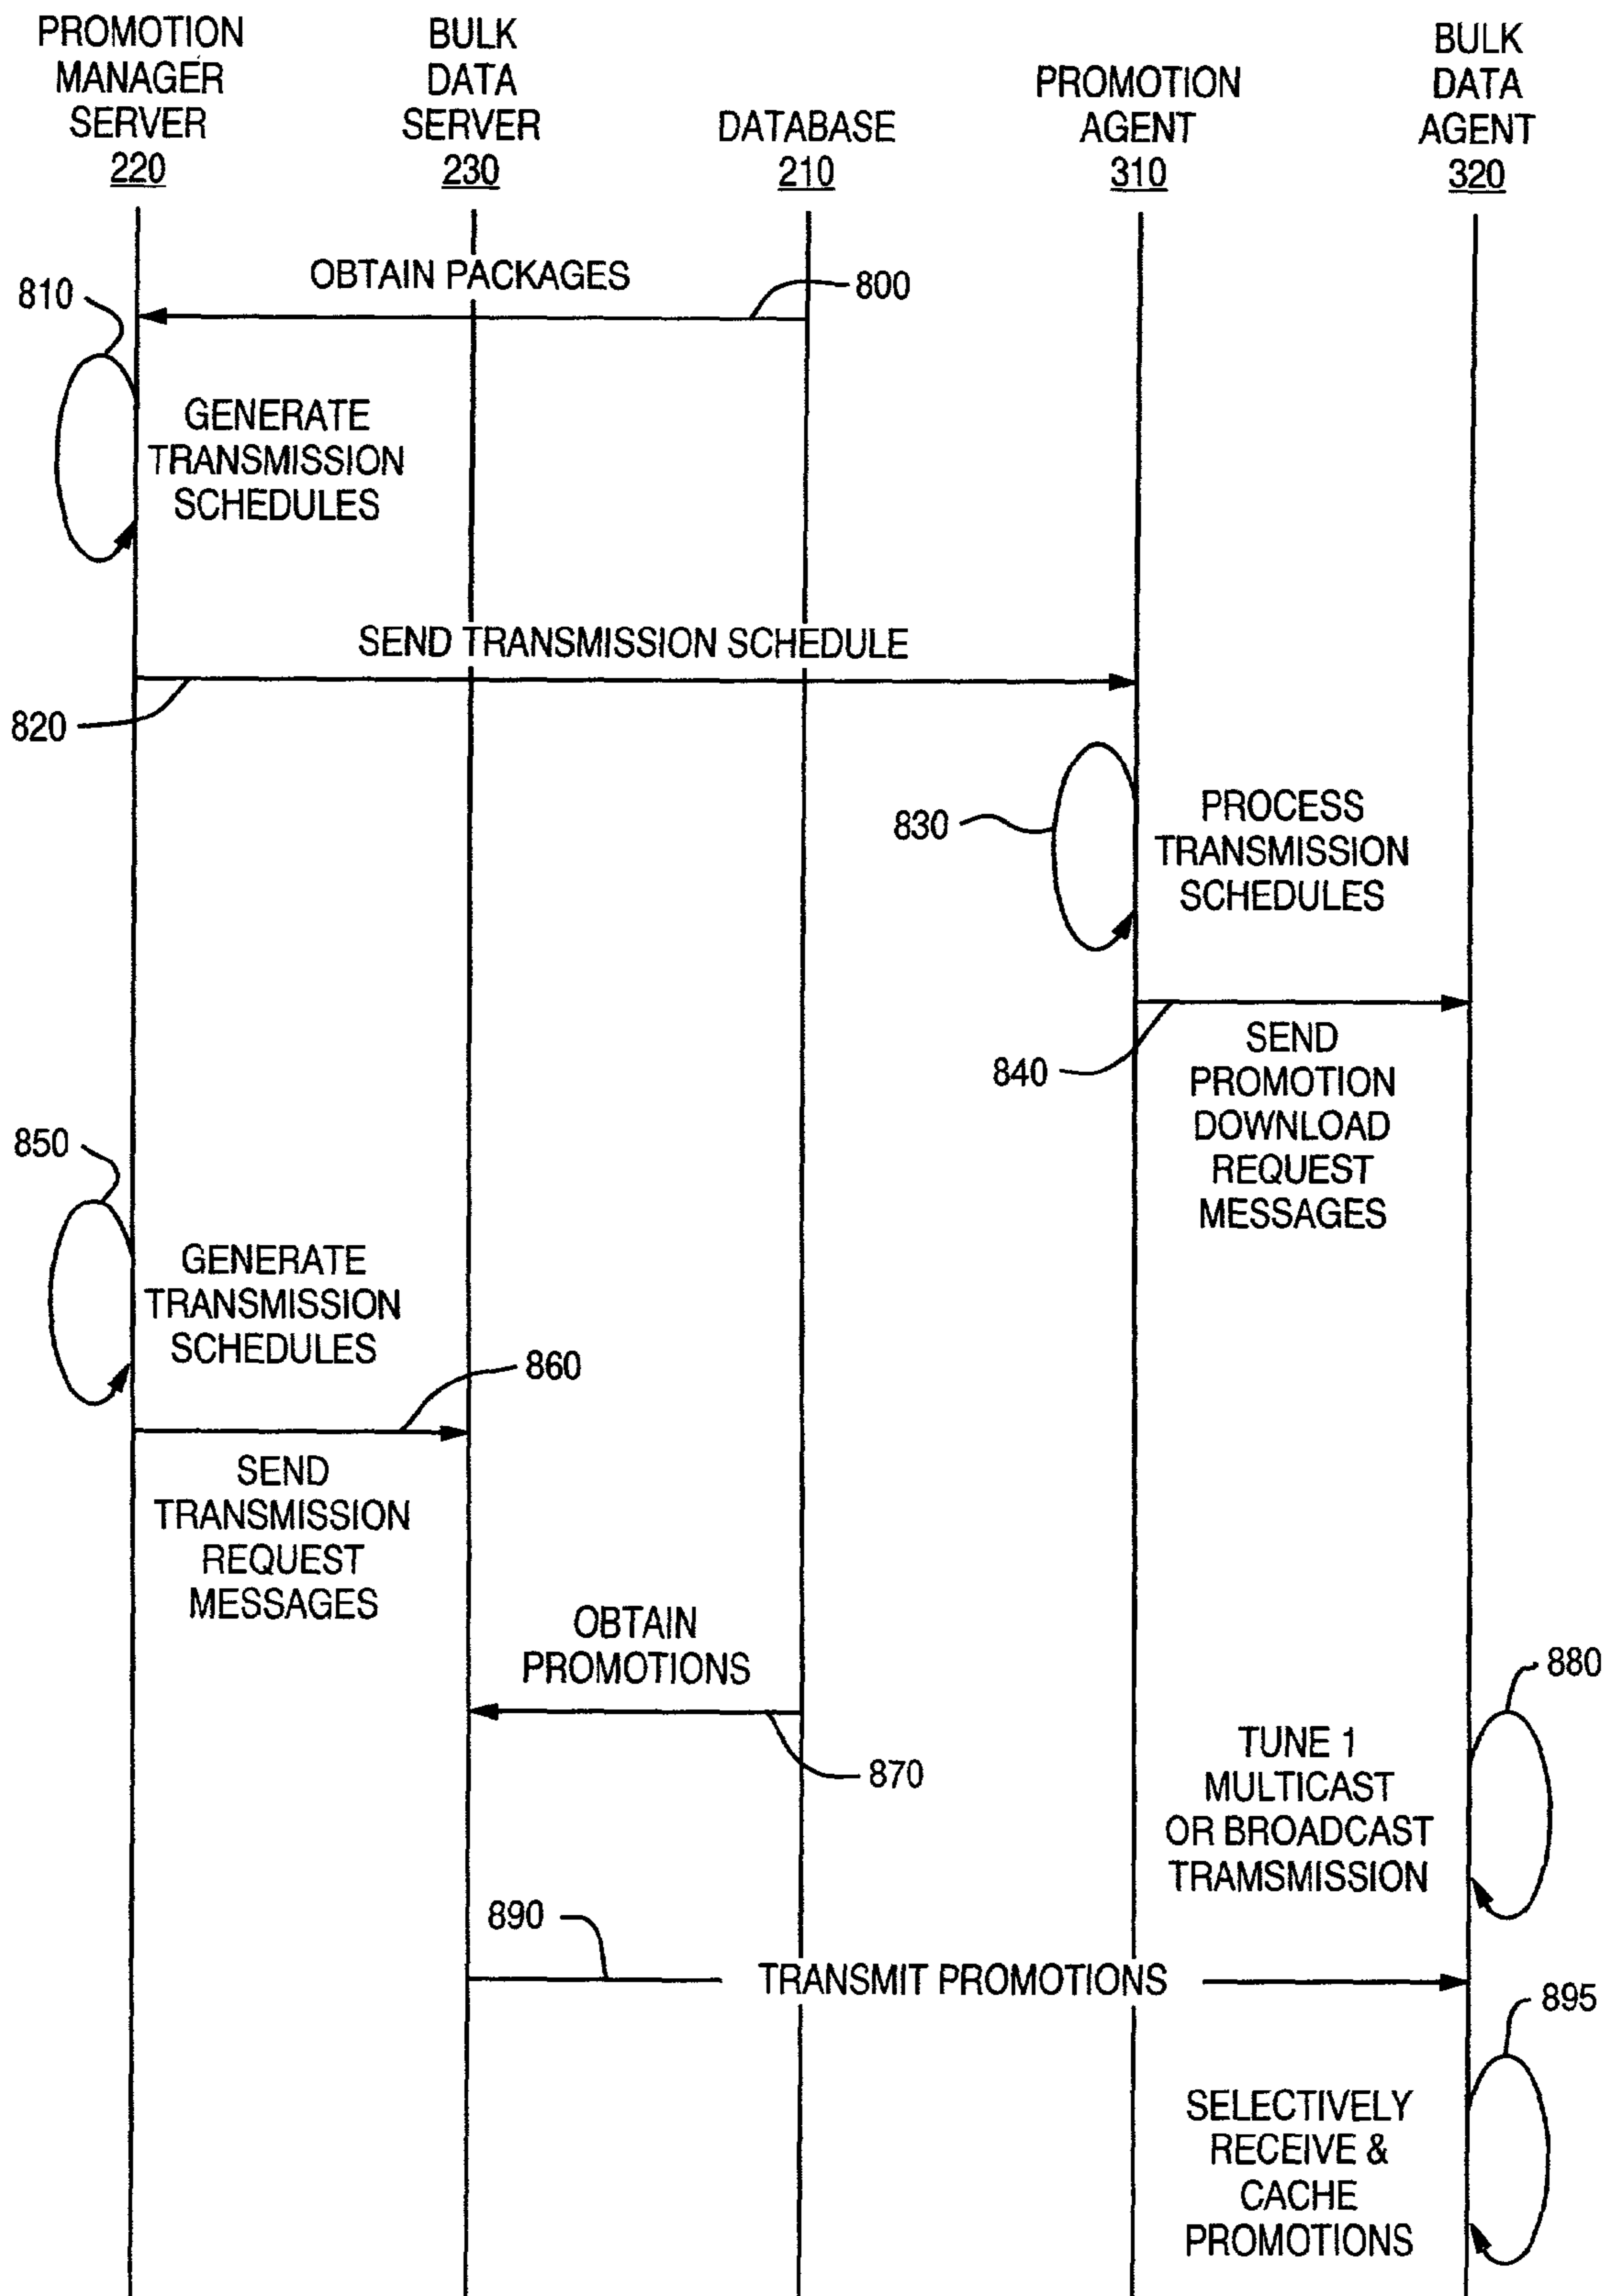 PROMOTION
MANAGER
SERVER
220
BULK
DATA
SERVER
230
DATABASE
210
PROMOTION
AGENT
310
BULK
DATA
AGENT
320
OBTAIN PACKAGES
800
810
GENERATE
TRANSMISSION
SCHEDULES
SEND TRANSMISSION SCHEDULE
820
830
PROCESS
TRANSMISSION
SCHEDULES
840
SEND
PROMOTION
DOWNLOAD
REQUEST
MESSAGES
850
GENERATE
TRANSMISSION
SCHEDULES
860
SEND
TRANSMISSION
REQUEST
MESSAGES
OBTAIN
PROMOTIONS
870
880
TUNE 1
MULTICAST
OR BROADCAST
TRAMSMISSION
890
TRANSMIT PROMOTIONS
895
SELECTIVELY
RECEIVE &
CACHE
PROMOTIONS